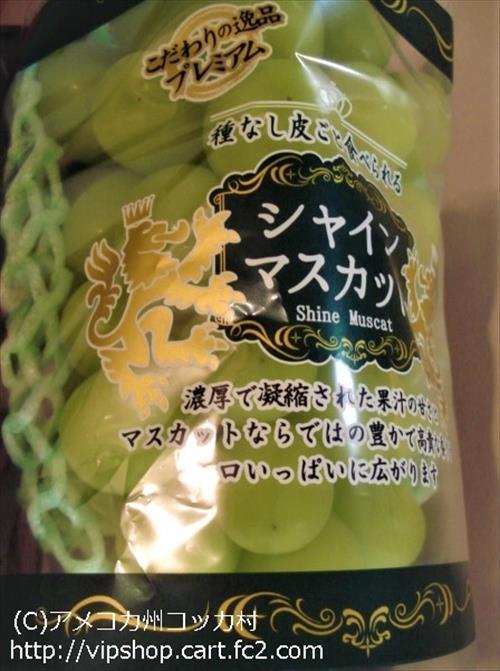 こだわりの逸品
プレミアム
種なし皮ごと食べられる
シャイン
マスカット
Shine Muscat
濃厚で凝縮された果汁の甘さと
マスカットならではの豊かで高貴な
口いっぱいに広がります
(C)アメコカ州コッカ村
http://vipshop.cart.fc2.com